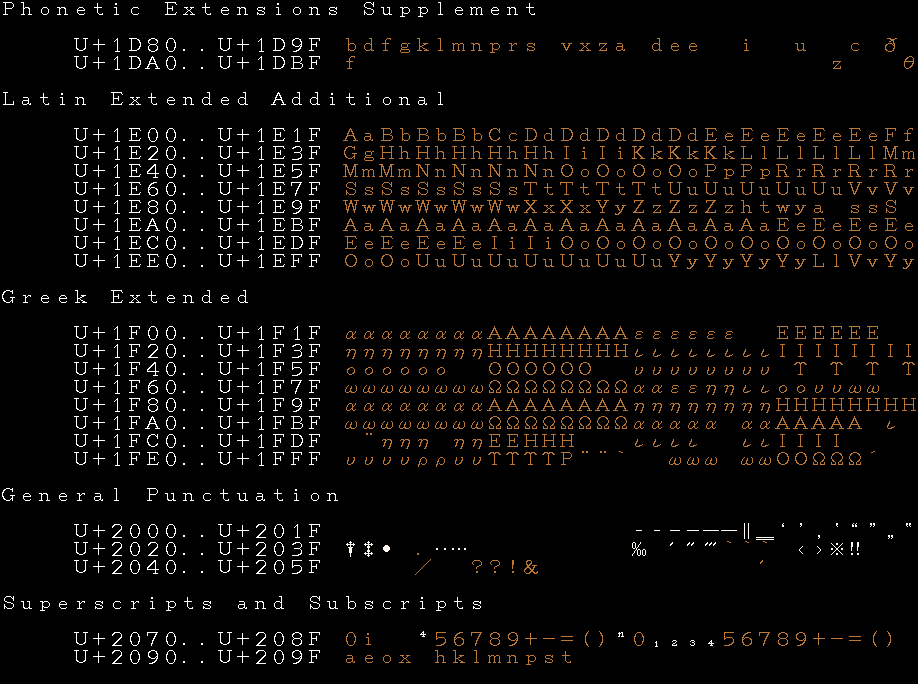 Phonetic Extensions Supplement
U+1D80..U+1D9F bdfgklmnprs vxza dee i u c ð
U+1DA0..U+1DBF f z θ
Latin Extended Additional
U+1E00..U+1E1F AaBbBbBbCcDdDdDdDdDdEeEeEeEeEeFf
U+1E20..U+1E3F GgHhHhHhHhHhIiIiKkKkKkLlLlLlLlMm
U+1E40..U+1E5F MmMmNnNnNnNnOoOoOoOoPpPpRrRrRrRr
U+1E60..U+1E7F SsSsSsSsSsTtTtTtTtUuUuUuUuUuVvVv
U+1E80..U+1E9F WwWwWwWwWwXxXxYyZzZzZzhtwya ssS
U+1EA0..U+1EBF AaAaAaAaAaAaAaAaAaAaAaAaEeEeEeEe
U+1EC0..U+1EDF EeEeEeEeIiIiOoOoOoOoOoOoOoOoOoOo
U+1EE0..U+1EFF OoOoUuUuUuUuUuUuUuYyYyYyYyLlVvYy
Greek Extended
U+1F00..U+1F1F ααααααααΑΑΑΑΑΑΑΑεεεεεε ΕΕΕΕΕΕ
U+1F20..U+1F3F ηηηηηηηηΗΗΗΗΗΗΗΗιιιιιιιιΙΙΙΙΙΙΙΙ
U+1F40..U+1F5F οοοοοο ΟΟΟΟΟΟ υυυυυυυυ Τ Τ Τ Τ
U+1F60..U+1F7F ωωωωωωωωΩΩΩΩΩΩΩΩααεεηηιιοουυωω
U+1F80..U+1F9F ααααααααΑΑΑΑΑΑΑΑηηηηηηηηΗΗΗΗΗΗΗΗ
U+1FA0..U+1FBF ωωωωωωωωΩΩΩΩΩΩΩΩααααα ααΑΑΑΑΑ ι
U+1FC0..U+1FDF ¨ηηη ηηΕΕΗΗΗ ιιιι ιιΙΙΙΙ
U+1FE0..U+1FFF υυυυρρυυΤΤΤΤΡ¨¨` ωωω ωωΟΟΩΩΩ´
General Punctuation
U+2000..U+201F ‐‑‒–—―‖‗‘’‚‛“”„‟
U+2020..U+203F †‡• ․‥… ‰ ′″‴‵‶‷ ‹›※‼
U+2040..U+205F ⁄ ??!& ′
Superscripts and Subscripts
U+2070..U+208F 0i ⁴56789+−=()ⁿ0₁₂₃₄56789+−=()
U+2090..U+209F aeox hklmnpst